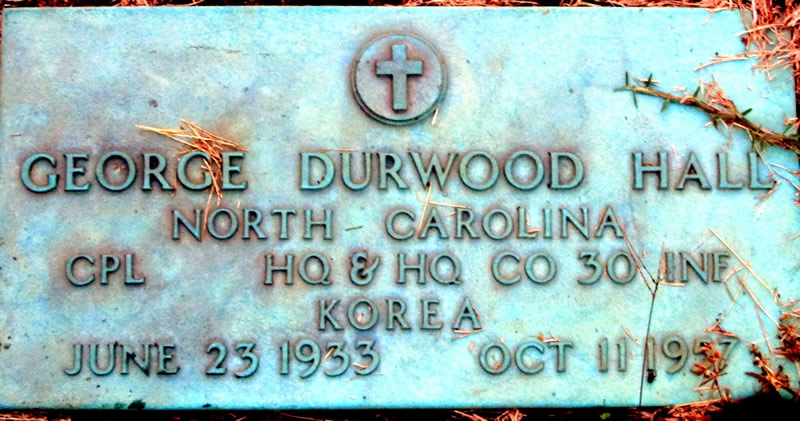 GEORGE DURWOOD HALL
NORTH CAROLINA
CPL HQ & HQ CO 30 INF
KOREA
JUNE 23 1933 OCT 11 1957